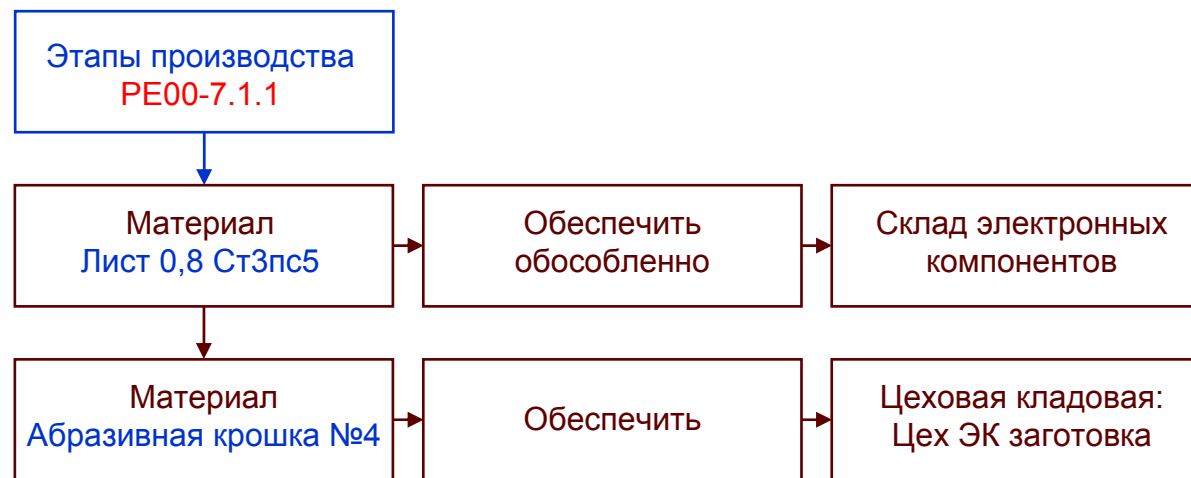 Этапы производства
PE00-7.1.1
Материал
Лист 0,8 Ст3пс5
Обеспечить
обособленно
Склад электронных
компонентов
Материал
Абразивная крошка №4
Обеспечить
Цеховая кладовая:
Цех ЭК заготовка